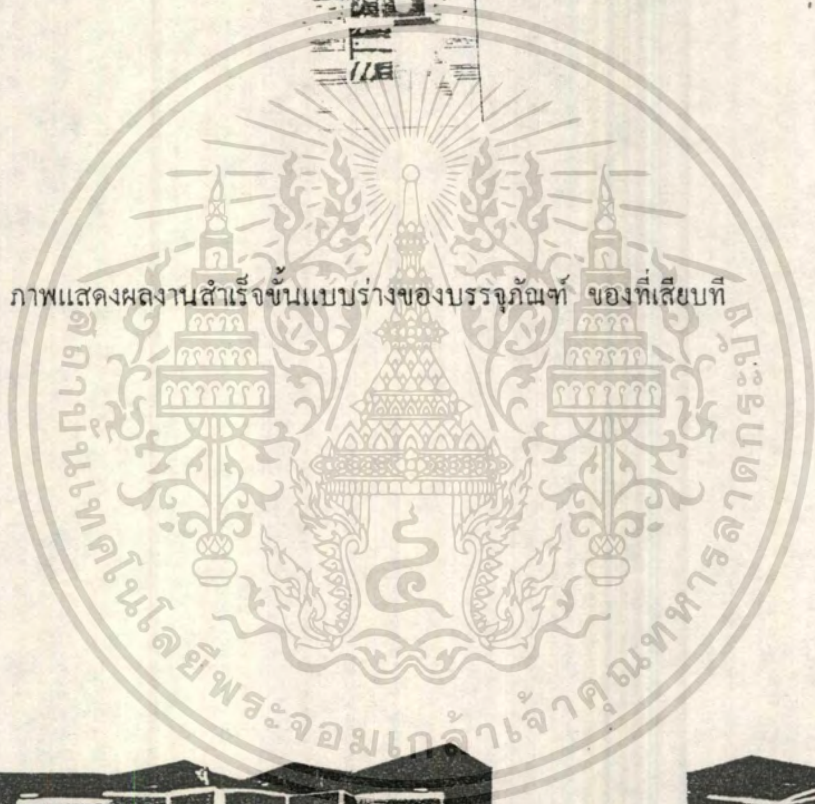 ภาพแสดงผลงานสำเร็จขั้นแบบร่างของบรรจุภัณฑ์ ของที่เสียบที
สถาบันเทคโนโลยีพระจอมเกล้าเจ้าคุณทหารลาดกระบัง
๔